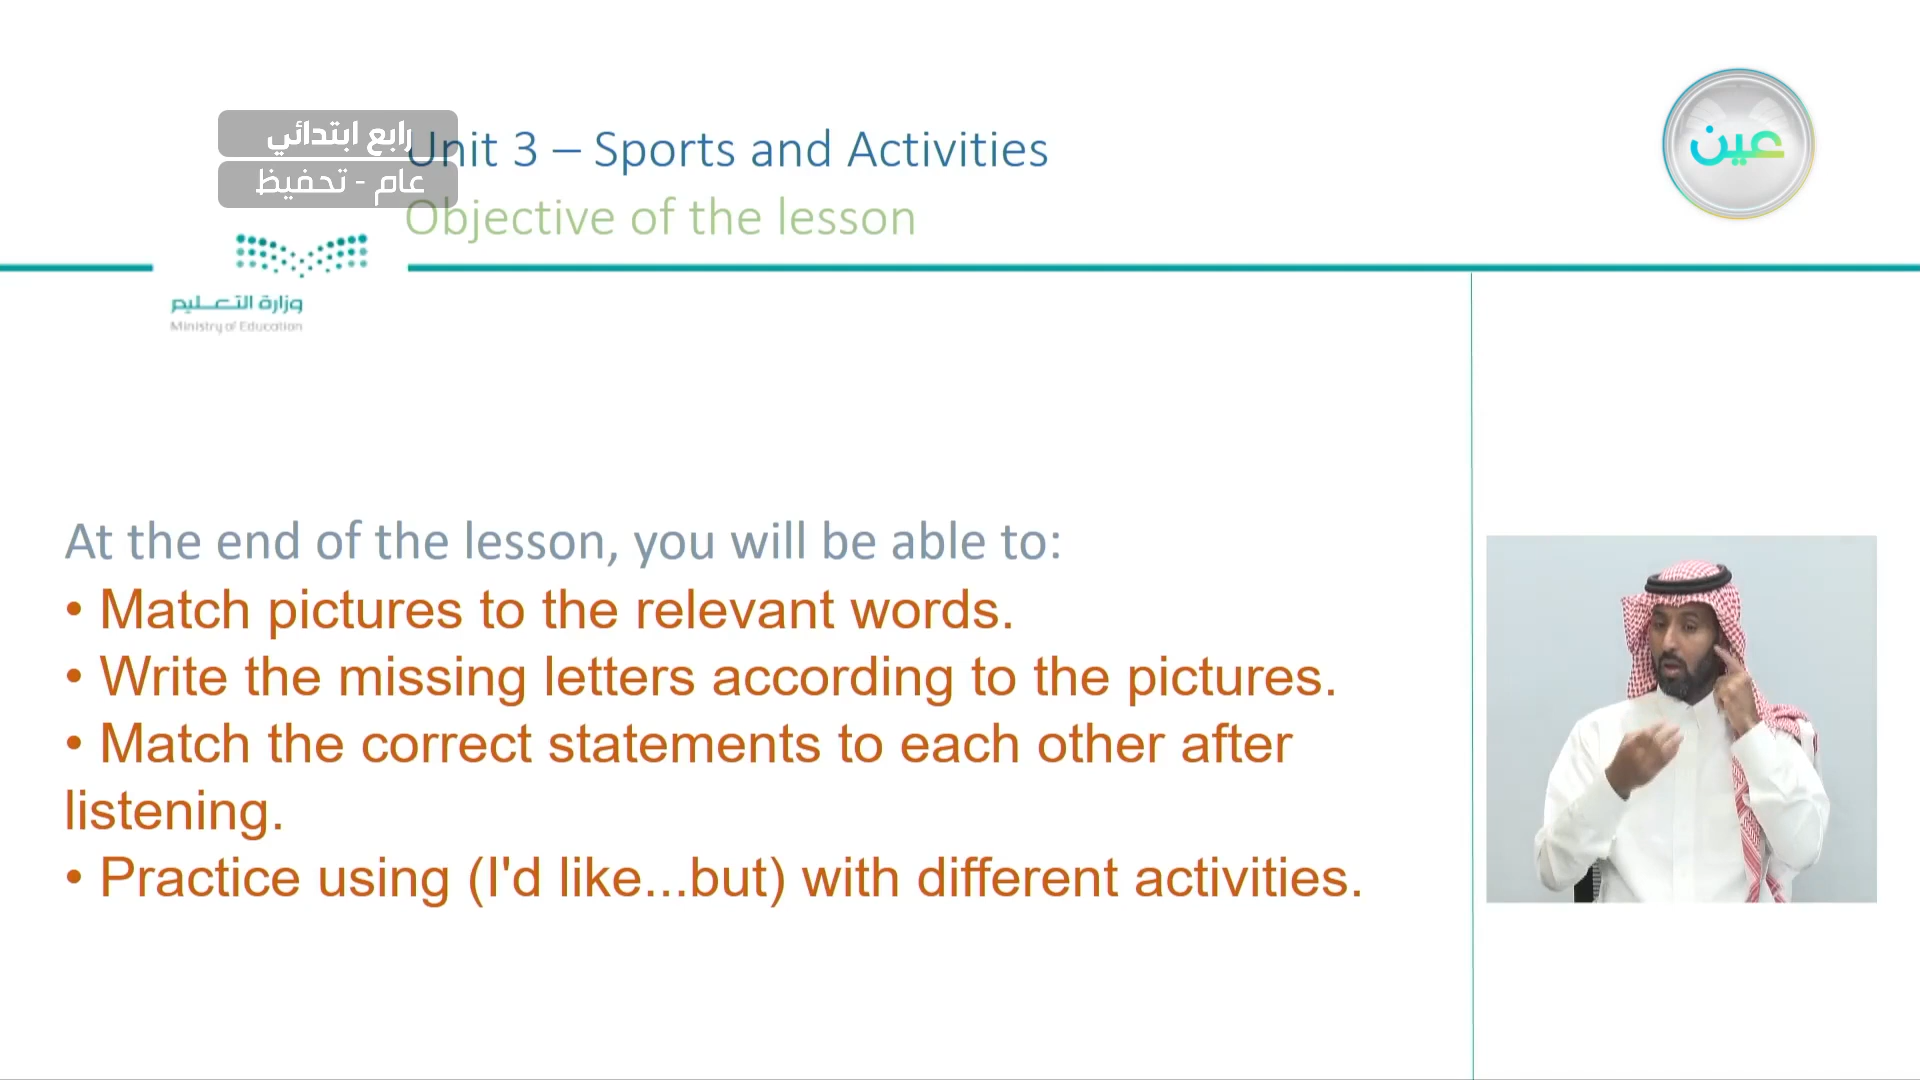 رابع ابتدائي
عام - تحفيظ
Unit 3 – Sports and Activities
Objective of the lesson
عين
وزارة التعليم
Ministry of Education
At the end of the lesson, you will be able to:
• Match pictures to the relevant words.
• Write the missing letters according to the pictures.
• Match the correct statements to each other after
listening.
• Practice using (I'd like...but) with different activities.